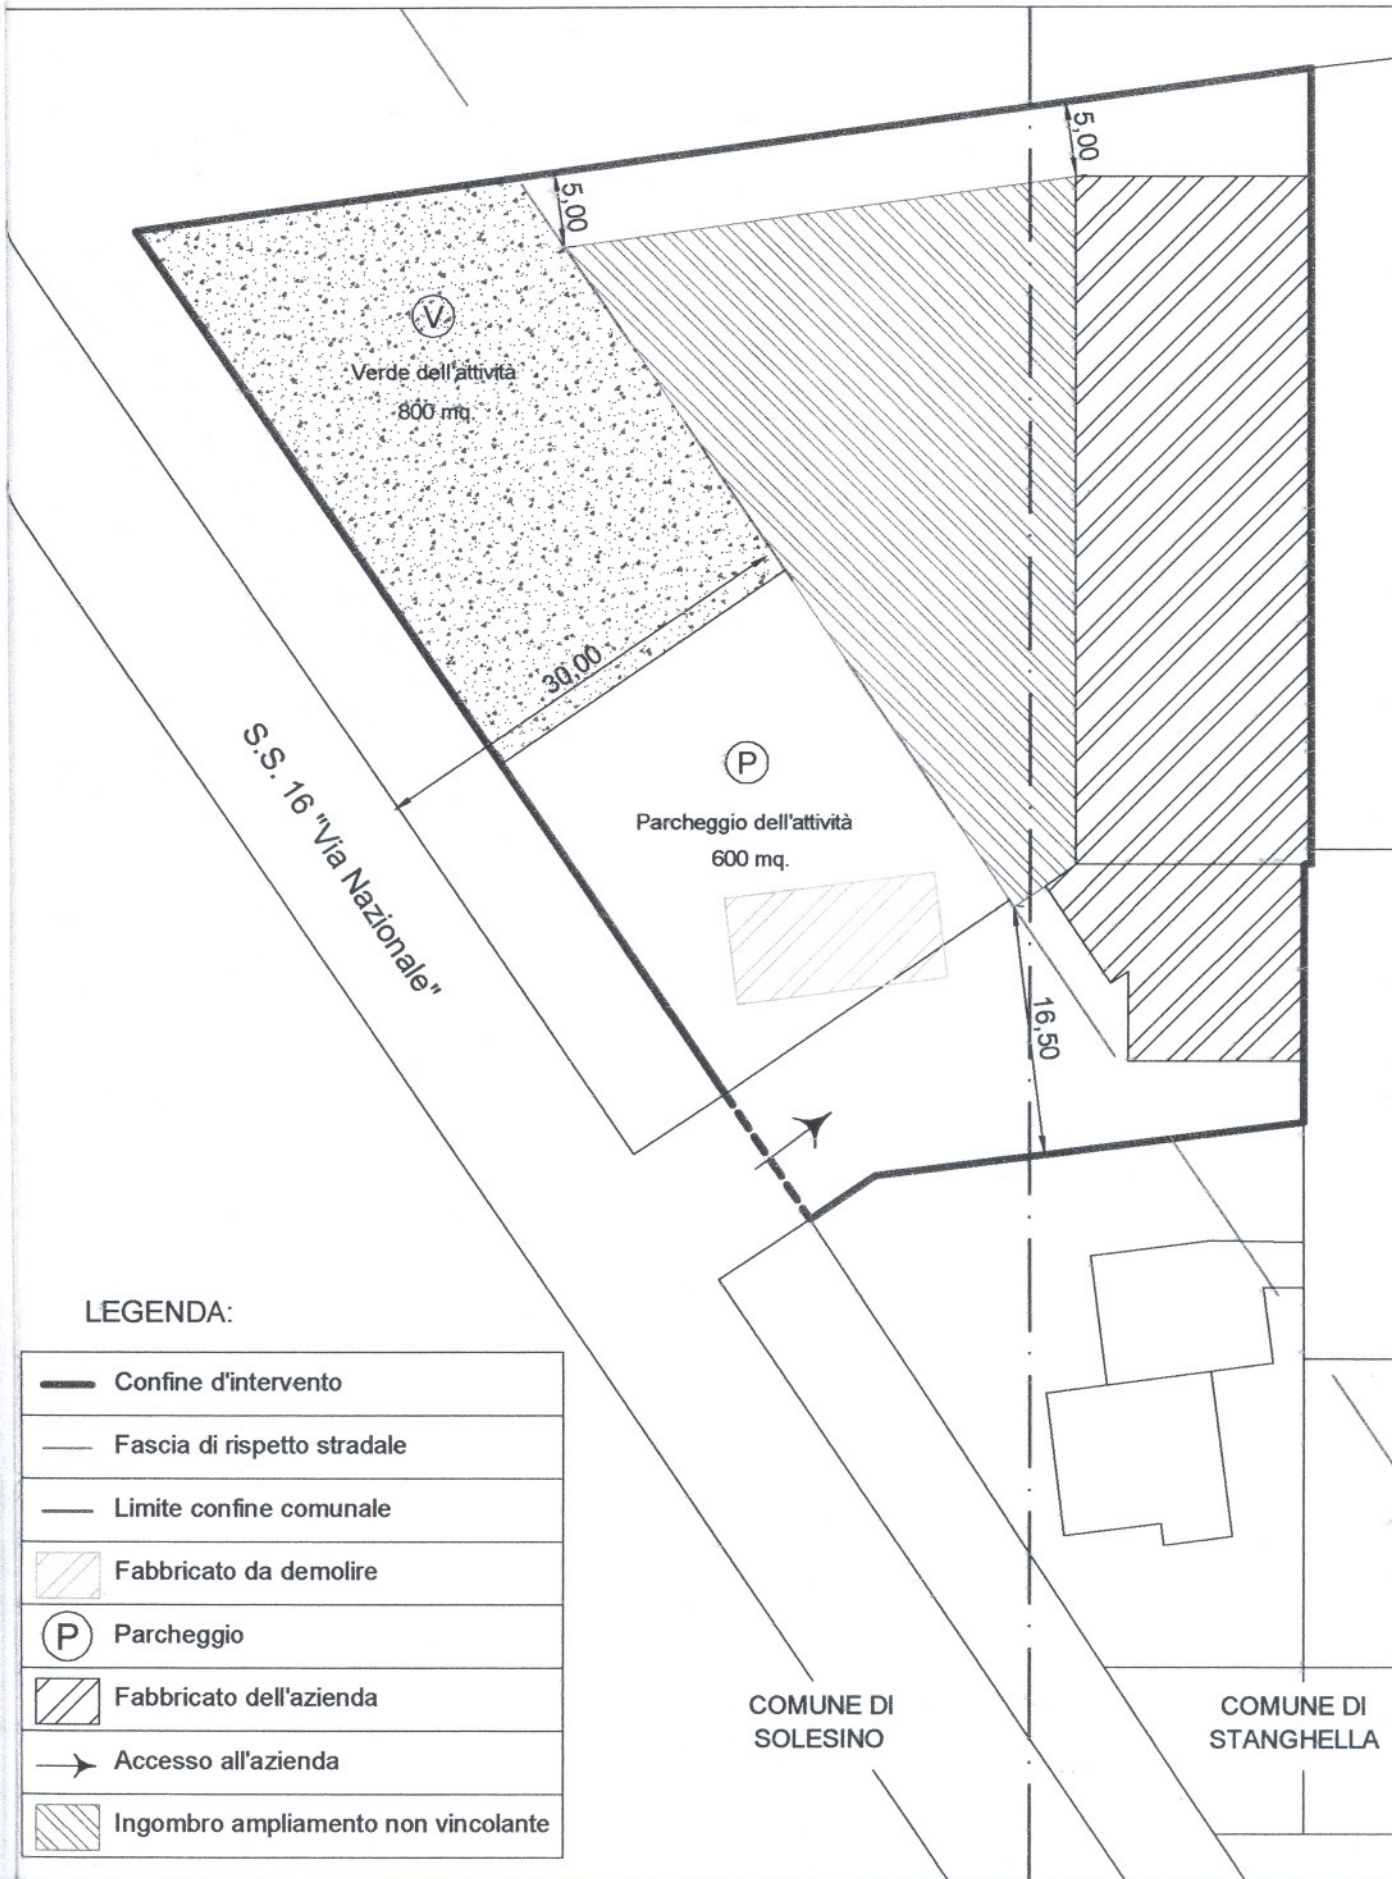 5,00
5,00
V
Verde dell'attività
800 mq.
30,00
S.S. 16 "Via Nazionale"
P
Parcheggio dell'attività
600 mq.
16,50
LEGENDA:
Confine d'intervento
Fascia di rispetto stradale
Limite confine comunale
Fabbricato da demolire
P Parcheggio
Fabbricato dell'azienda
Accesso all'azienda
Ingombro ampliamento non vincolante
COMUNE DI
SOLESINO
COMUNE DI
STANGHELLA